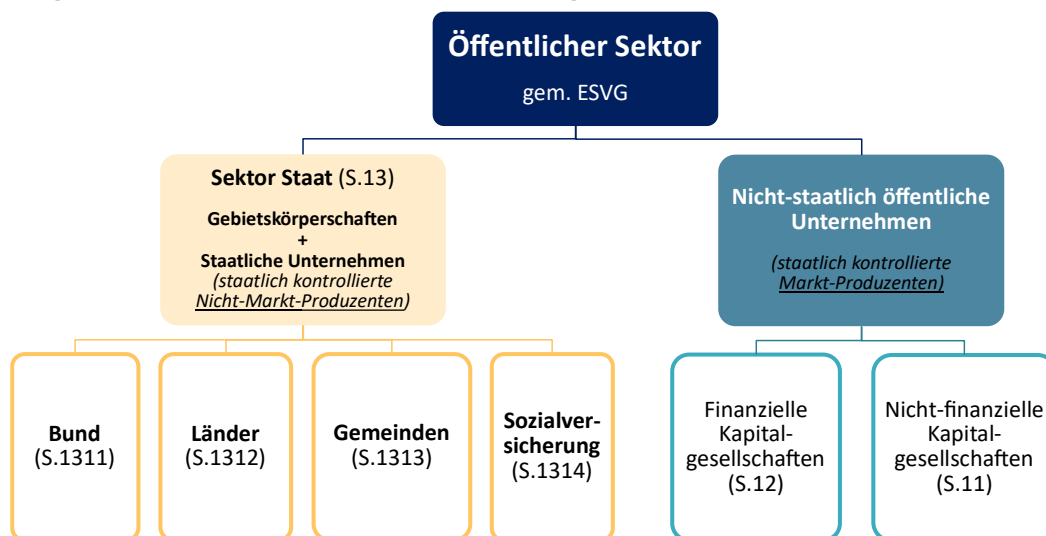 Öffentlicher Sektor
gem. ESVG
Sektor Staat (S.13)
Gebietskörperschaften
+
Staatliche Unternehmen
(staatlich kontrollierte
Nicht-Markt-Produzenten)
Nicht-staatlich öffentliche
Unternehmen
(staatlich kontrollierte
Markt-Produzenten)
Bund
(S.1311)
Länder
(S.1312)
Gemeinden
(S.1313)
Sozialver-
sicherung
(S.1314)
Finanzielle
Kapital-
gesellschaften
(S.12)
Nicht-finanzielle
Kapital-
gesellschaften
(S.11)